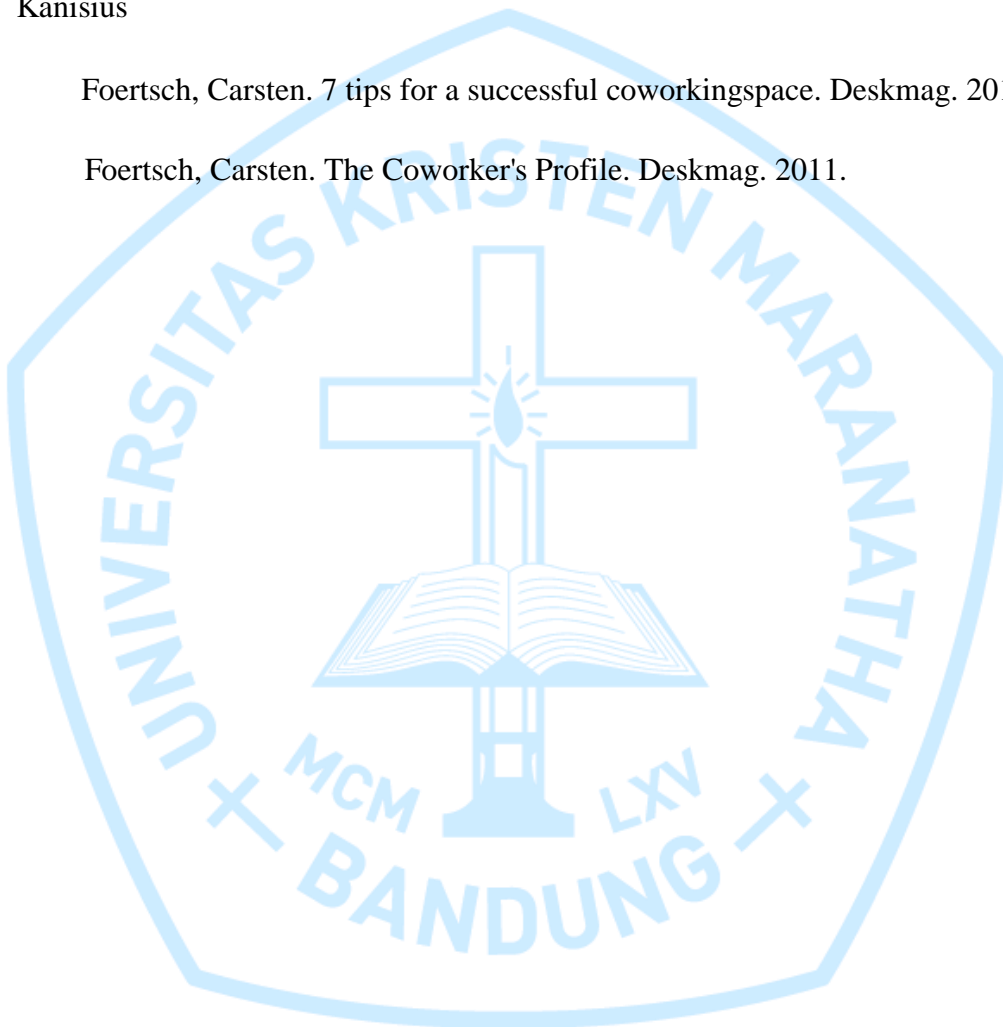 Kanisius
Foertsch, Carsten. 7 tips for a successful coworkingspace. Deskmag.
Foertsch, Carsten. The Coworker's Profile. Deskmag. 2011.
UNIVERSITAS KRISTEN MARANATHA
MCM LXV
BANDUNG